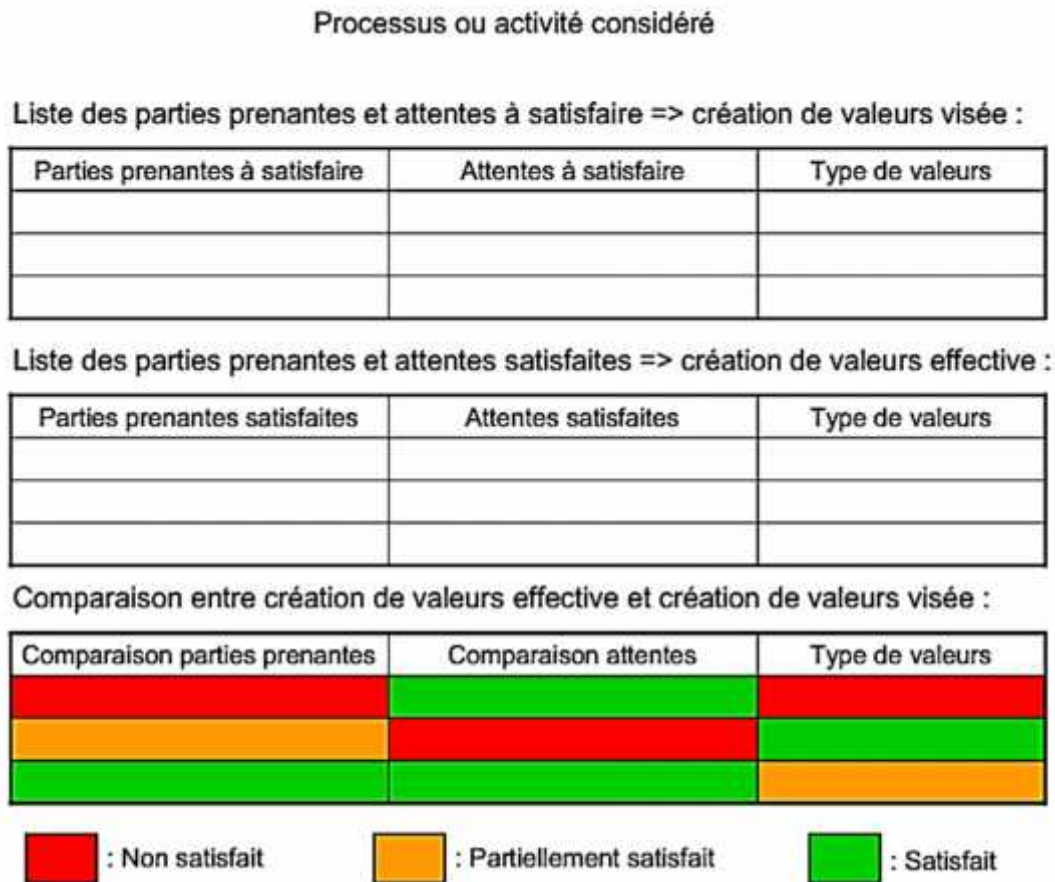 Processus ou activité considéré
Liste des parties prenantes et attentes à satisfaire => création de valeurs visée :
Parties prenantes à satisfaire Attentes à satisfaire Type de valeurs
Liste des parties prenantes et attentes satisfaites => création de valeurs effective :
Parties prenantes satisfaites Attentes satisfaites Type de valeurs
Comparaison entre création de valeurs effective et création de valeurs visée :
Comparaison parties prenantes Comparaison attentes Type de valeurs
: Non satisfait : Partiellement satisfait : Satisfait